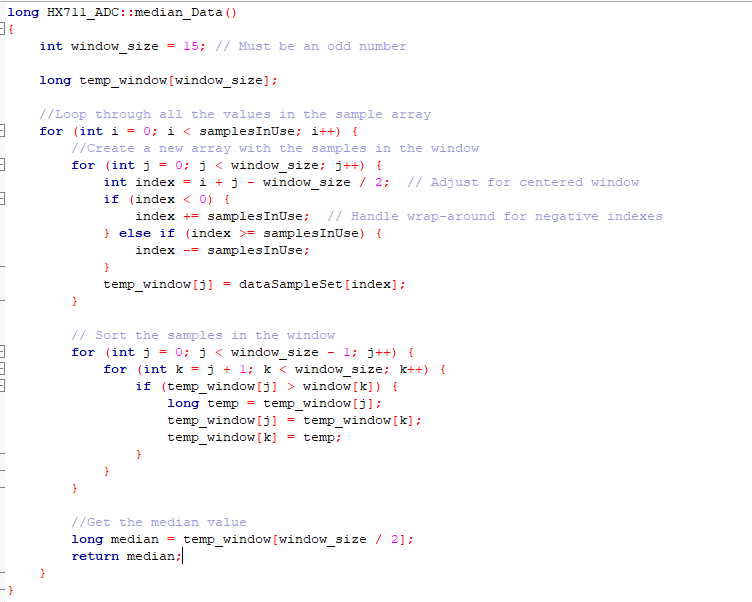 long HX711_ADC::median_Data()
{
    int window_size = 15; // Must be an odd number

    long temp_window[window_size];

    //Loop through all the values in the sample array
    for (int i = 0; i < samplesInUse; i++) {
        //Create a new array with the samples in the window
        for (int j = 0; j < window_size; j++) {
            int index = i + j - window_size / 2;  // Adjust for centered window
            if (index < 0) {
                index += samplesInUse;  // Handle wrap-around for negative indexes
            } else if (index >= samplesInUse) {
                index -= samplesInUse;
            }
            temp_window[j] = dataSampleSet[index];
        }

        // Sort the samples in the window
        for (int j = 0; j < window_size - 1; j++) {
            for (int k = j + 1; k < window_size; k++) {
                if (temp_window[j] > window[k]) {
                    long temp = temp_window[j];
                    temp_window[j] = temp_window[k];
                    temp_window[k] = temp;
                }
            }
        }

        //Get the median value
        long median = temp_window[window_size / 2];
        return median;
    }
}